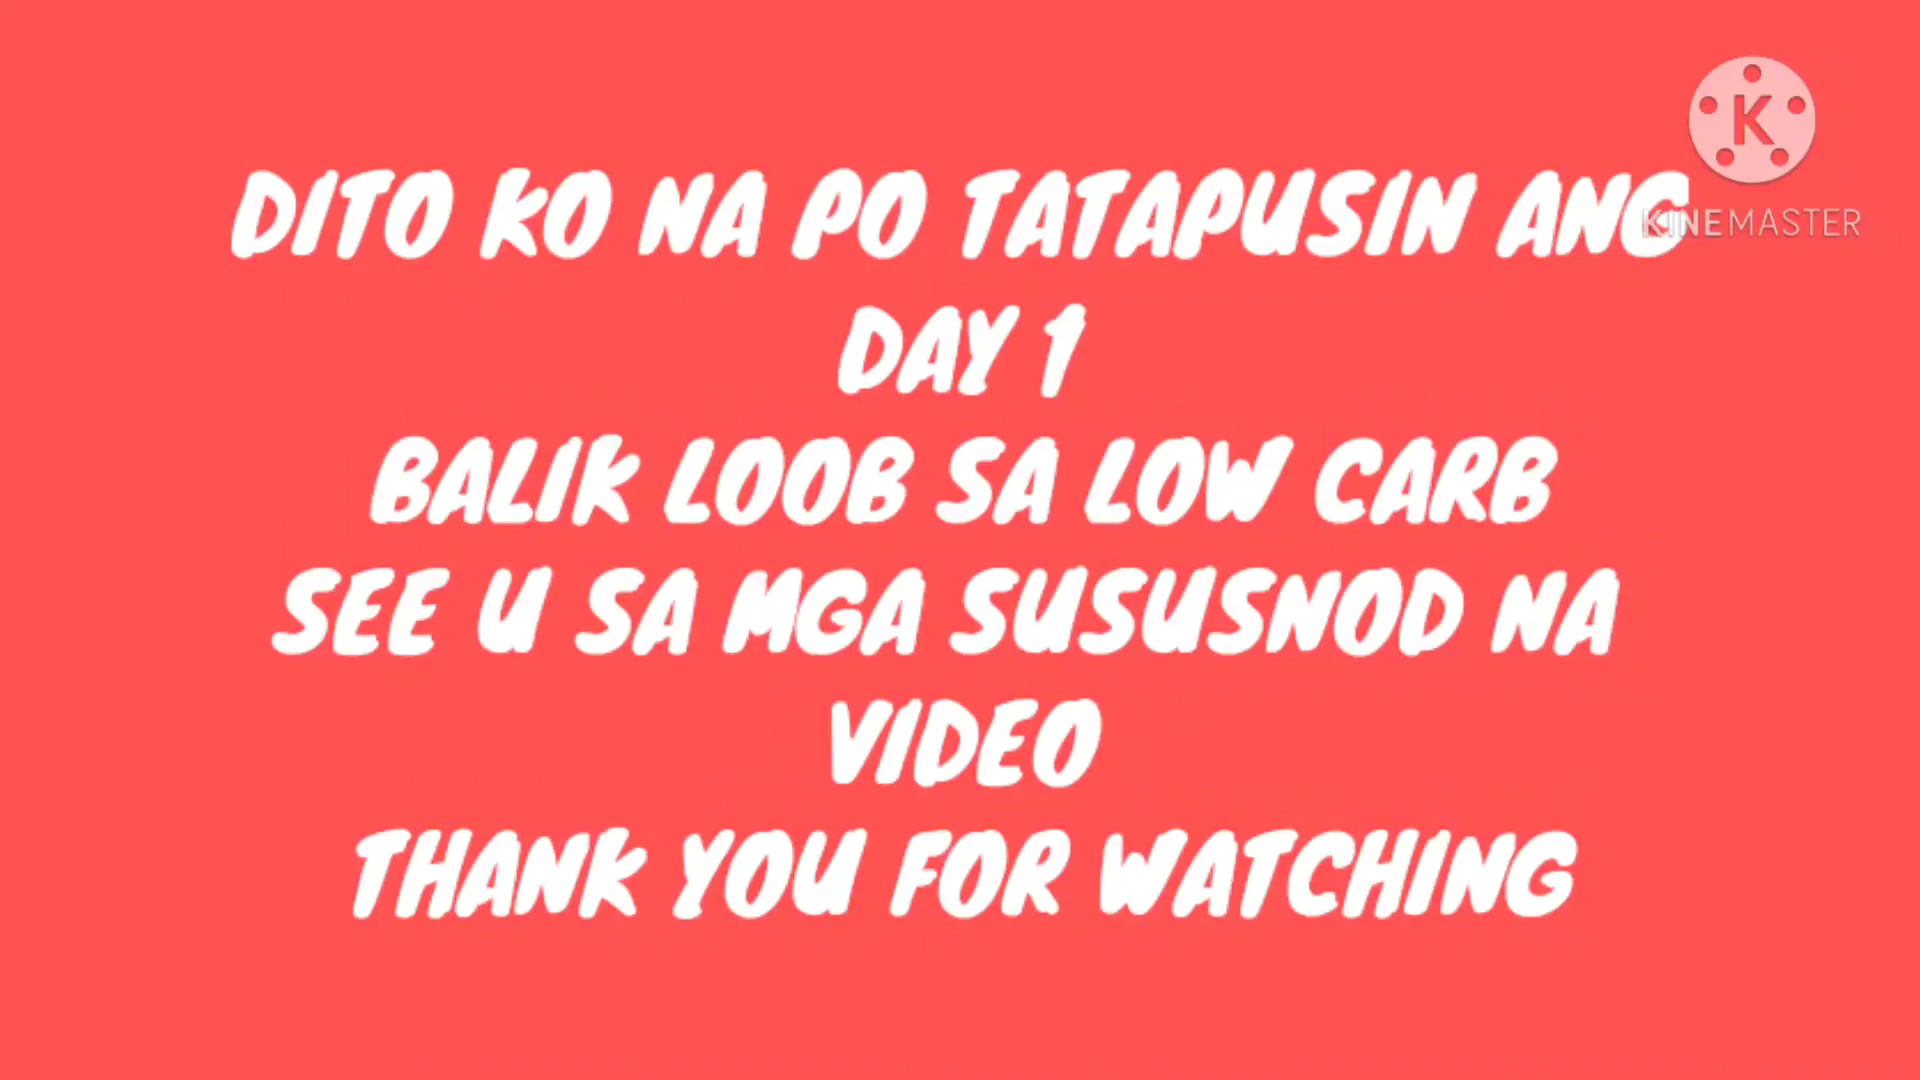 DITO KO NA PO TATAPUSIN ANG
DAY 1
BALIK LOOB SA LOW CARB
SEE U SA MGA SUSUSNOD NA
VIDEO
THANK YOU FOR WATCHING
K
KINEMASTER